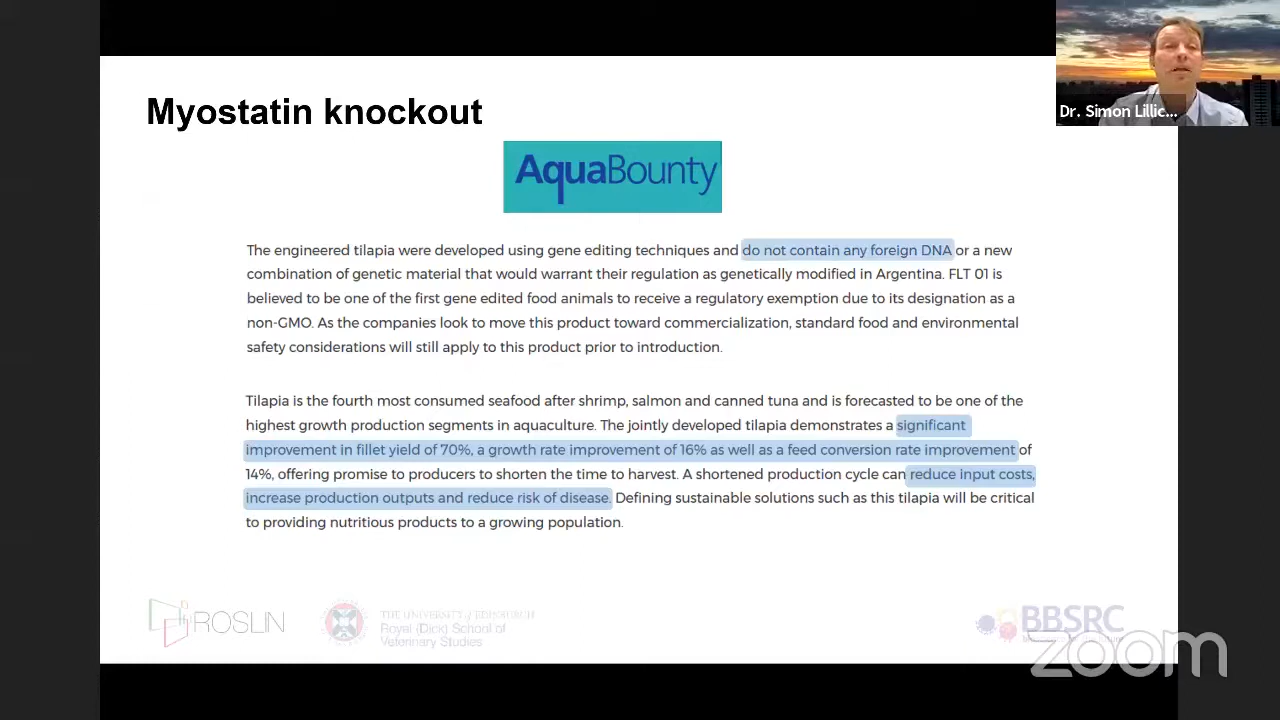 Dr. Simon Lillic...
Myostatin knockout
AquaBounty
The engineered tilapia were developed using gene editing techniques and do not contain any foreign DNA or a new
combination of genetic material that would warrant their regulation as genetically modified in Argentina. FLT 01 is
believed to be one of the first gene edited food animals to receive a regulatory exemption due to its designation as a
non-GMO. As the companies look to move this product toward commercialization, standard food and environmental
safety considerations will still apply to this product prior to introduction.
Tilapia is the fourth most consumed seafood after shrimp, salmon and canned tuna and is forecasted to be one of the
highest growth production segments in aquaculture. The jointly developed tilapia demonstrates a significant
improvement in fillet yield of 70%, a growth rate improvement of 16% as well as a feed conversion rate improvement of
14%, offering promise to producers to shorten the time to harvest. A shortened production cycle can reduce input costs,
increase production outputs and reduce risk of disease. Defining sustainable solutions such as this tilapia will be critical
to providing nutritious products to a growing population.
ROSLIN
THE UNIVERSITY of EDINBURGH
Royal (Dick) School of
Veterinary Studies
BBSRC
zoom